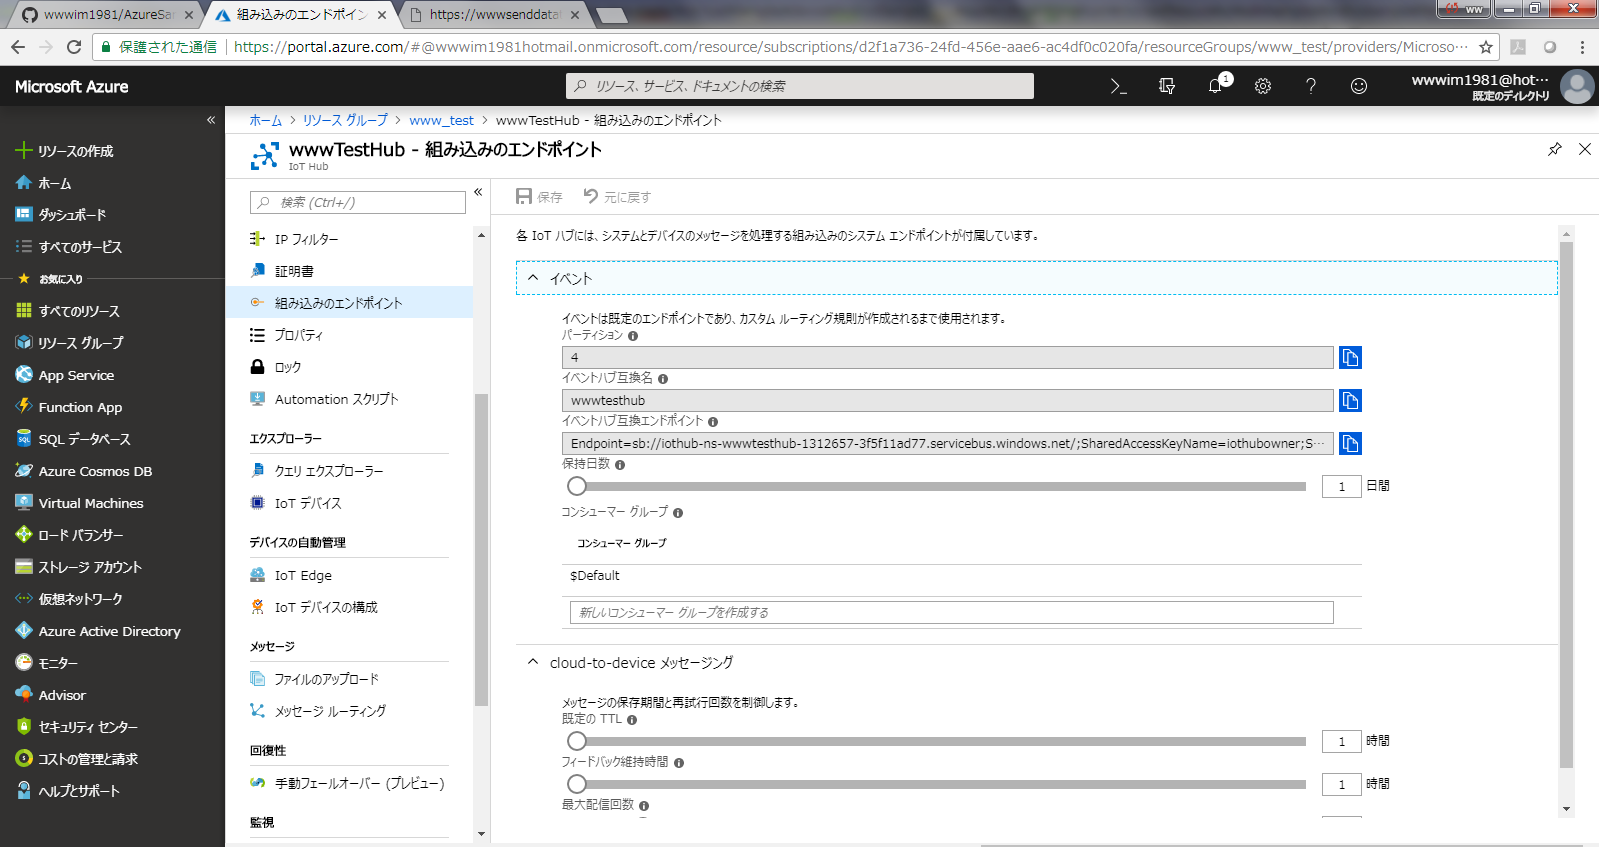 wwwim1981/AzureSa
組み込みのエンドポイン
https://wwwsenddata
ww
保護された通信
https://portal.azure.com/#@wwwim1981hotmail.onmicrosoft.com/resource/subscriptions/d2f1a736-24fd-456e-aae6-ac4df0c020fa/resourceGroups/www_test/providers/Microso…
Microsoft Azure
リソース、サービス、ドキュメントの検索
1
wwwim1981@hot…
既定のディレクトリ
«
リソースの作成
ホーム
ダッシュボード
すべてのサービス
お気に入り
すべてのリソース
リソース グループ
App Service
Function App
SQL データベース
Azure Cosmos DB
Virtual Machines
ロード バランサー
ストレージ アカウント
仮想ネットワーク
Azure Active Directory
モニター
Advisor
セキュリティ センター
コストの管理と請求
ヘルプとサポート
ホーム > リソース グループ > www_test > wwwTestHub - 組み込みのエンドポイント
wwwTestHub - 組み込みのエンドポイント
IoT Hub
検索 (Ctrl+/)
«
IP フィルター
証明書
組み込みのエンドポイント
プロパティ
ロック
Automation スクリプト
エクスプローラー
クエリ エクスプローラー
IoT デバイス
デバイスの自動管理
IoT Edge
IoT デバイスの構成
メッセージ
ファイルのアップロード
メッセージ ルーティング
回復性
手動フェールオーバー (プレビュー)
監視
保存
元に戻す
各 IoT ハブには、システムとデバイスのメッセージを処理する組み込みのシステム エンドポイントが付属しています。
イベント
イベントは既定のエンドポイントであり、カスタム ルーティング規則が作成されるまで使用されます。
パーティション
4
イベントハブ互換名
wwwtesthub
イベントハブ互換エンドポイント
Endpoint=sb://iothub-ns-wwwtesthub-1312657-3f5f11ad77.servicebus.windows.net/;SharedAccessKeyName=iothubowner;S…
保持日数
1 日間
コンシューマー グループ
コンシューマー グループ
$Default
新しいコンシューマー グループを作成する
cloud-to-device メッセージング
メッセージの保存期間と再試行回数を制御します。
既定の TTL
1 時間
フィードバック維持時間
1 時間
最大配信回数